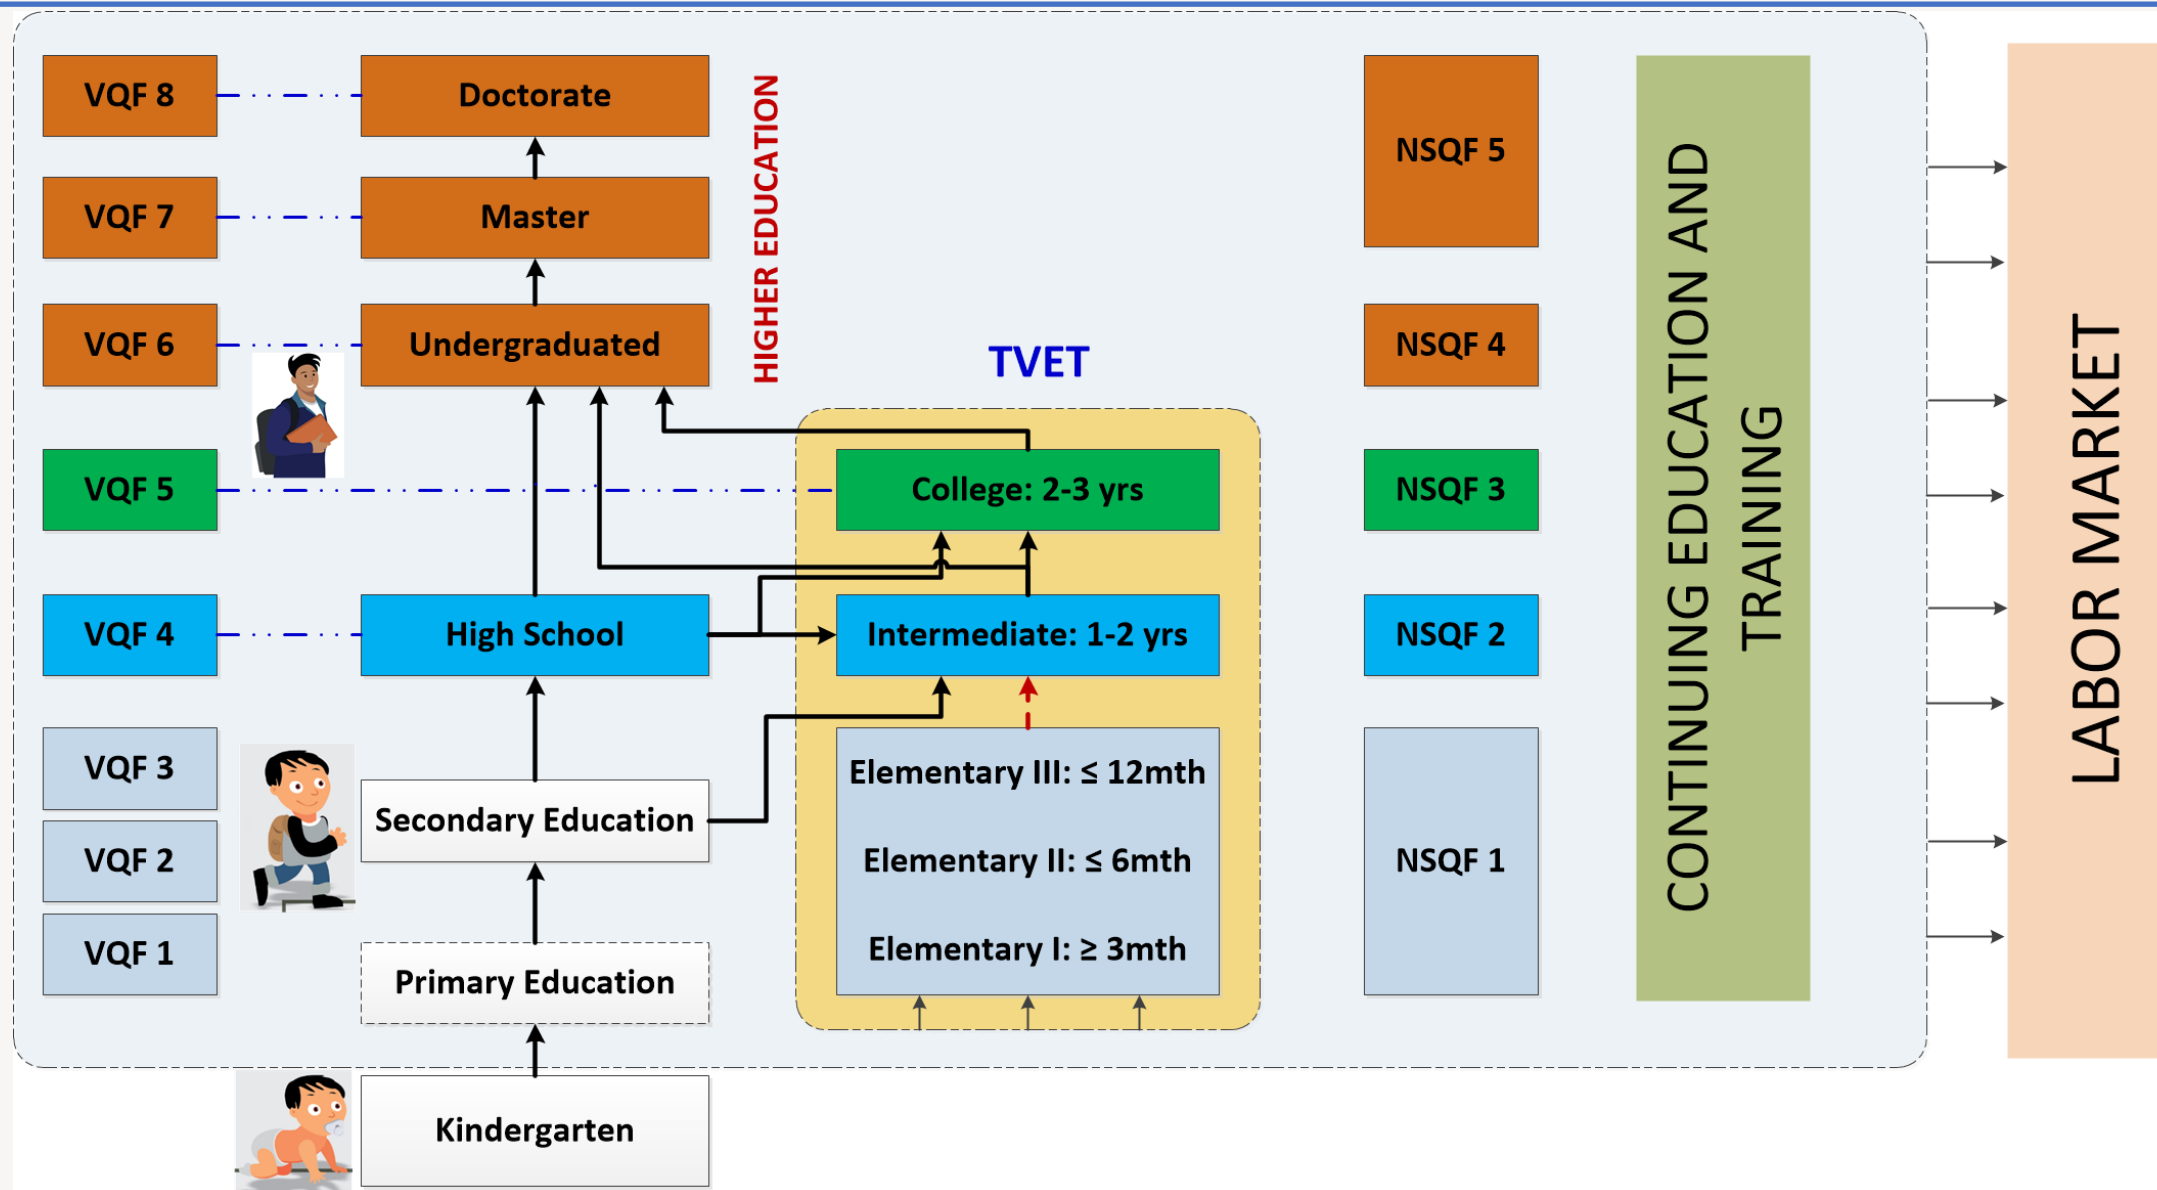 VQF 8
Doctorate
VQF 7
Master
VQF 6
Undergraduated
HIGHER EDUCATION
VQF 5
VQF 4
High School
VQF 3
VQF 2
VQF 1
Secondary Education
Primary Education
Kindergarten
TVET
College: 2-3 yrs
Intermediate: 1-2 yrs
Elementary III: ≤ 12mth
Elementary II: ≤ 6mth
Elementary I: ≥ 3mth
NSQF 5
NSQF 4
NSQF 3
NSQF 2
NSQF 1
CONTINUING EDUCATION AND
TRAINING
LABOR MARKET